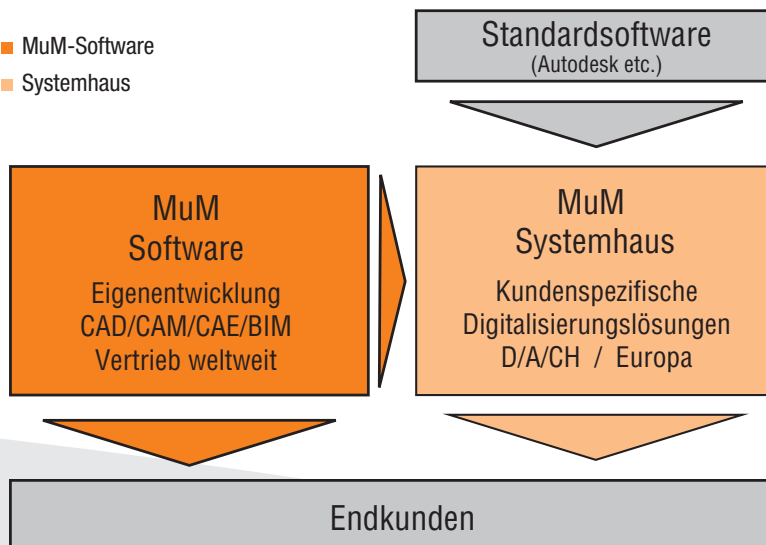 MuM-Software
Systemhaus
Standardsoftware
(Autodesk etc.)
MuM
Software
Eigenentwicklung
CAD/CAM/CAE/BIM
Vertrieb weltweit
MuM
Systemhaus
Kundenspezifische
Digitalisierungslösungen
D/A/CH / Europa
Endkunden